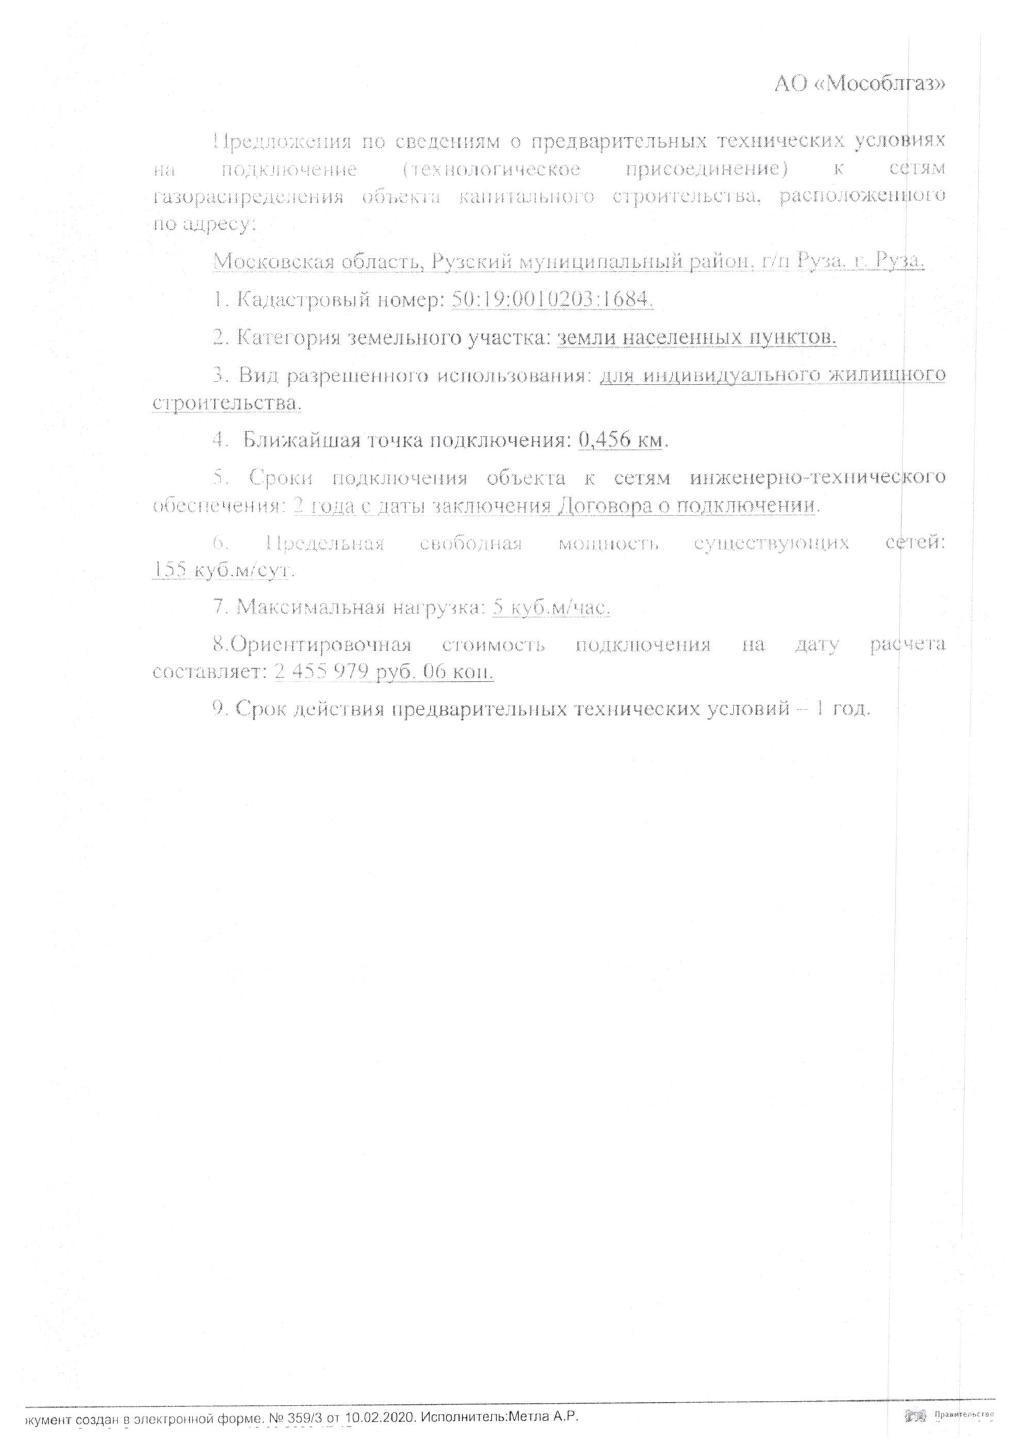 АО «Мособлгаз»
Предложения по сведениям о предварительных технических условиях
на подключение (технологическое присоединение) к сетям
газораспределения объекта капитального строительства, расположенного
по адресу:
Московская область, Рузский муниципальный район, г/п Руза, г. Руза.
1. Кадастровый номер: 50:19:0010203:1684.
2. Категория земельного участка: земли населенных пунктов.
3. Вид разрешенного использования: для индивидуального жилищного
строительства.
4. Ближайшая точка подключения: 0,456 км.
5. Сроки подключения объекта к сетям инженерно-технического
обеспечения: 2 года с даты заключения Договора о подключении.
6. Предельная свободная мощность существующих сетей:
155 куб.м/сут.
7. Максимальная нагрузка: 5 куб.м/час.
8.Ориентировочная стоимость подключения на дату расчета
составляет: 2 455 979 руб. 06 коп.
9. Срок действия предварительных технических условий – 1 год.
окумент создан в электронной форме. № 359/3 от 10.02.2020. Исполнитель:Метла А.Р.
Правительство